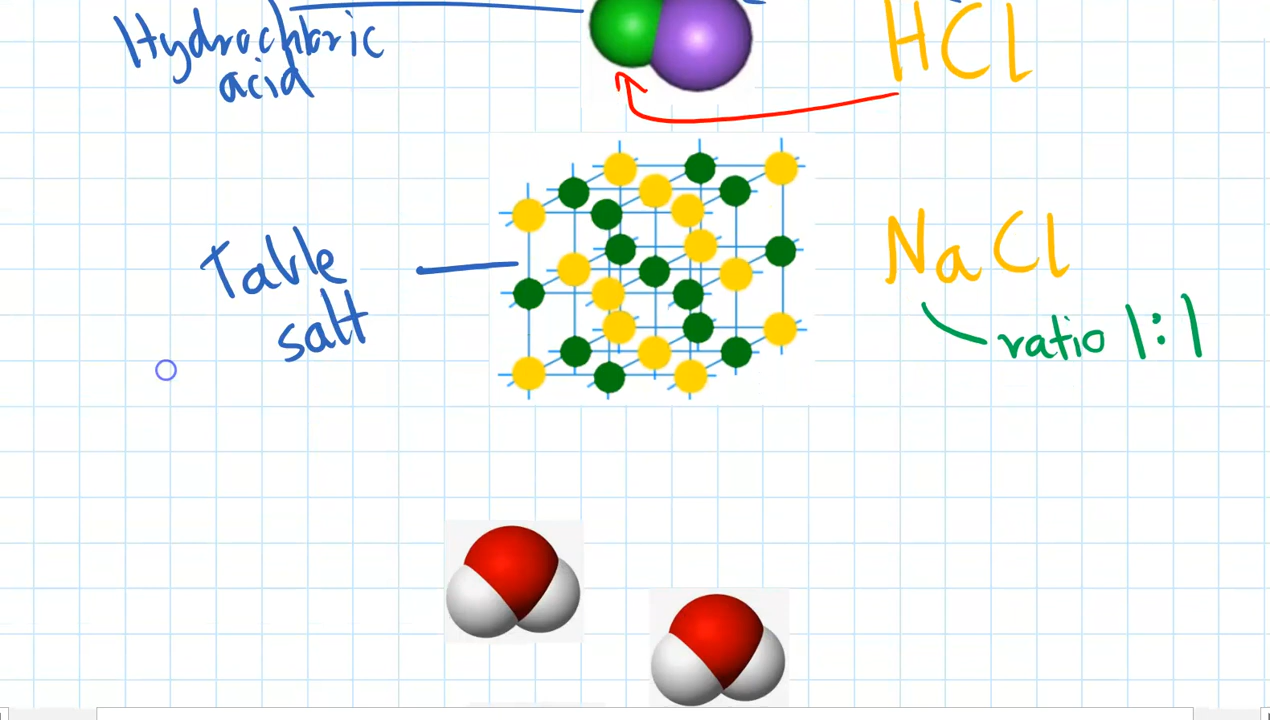 Hydrochloric
acid
HCl
Table
salt
NaCl
ratio 1:1